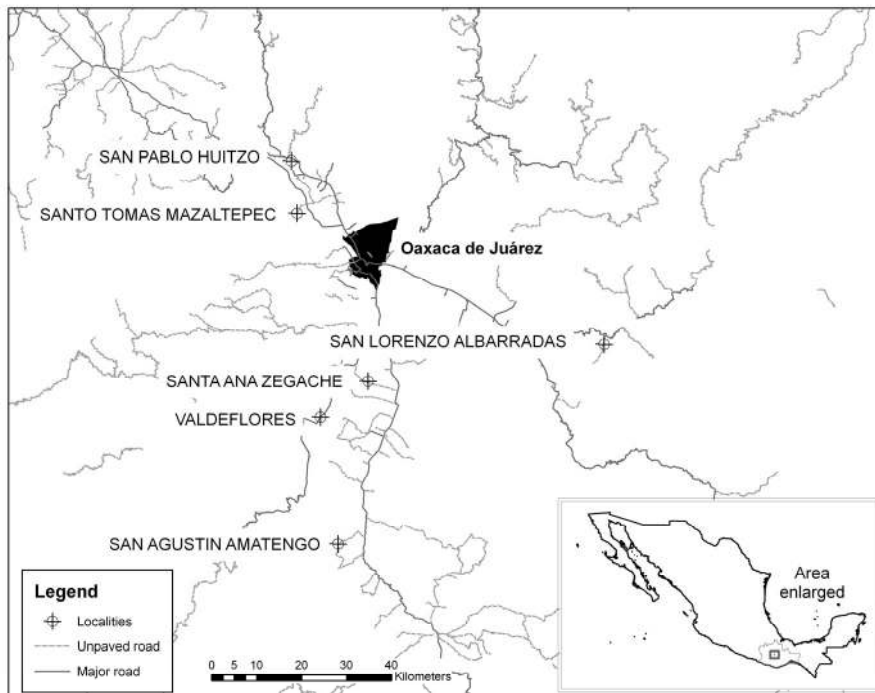 SAN PABLO HUITZO
SANTO TOMAS MAZALTEPEC
Oaxaca de Juárez
SAN LORENZO ALBARRADAS
SANTA ANA ZEGACHE
VALDEFLORES
SAN AGUSTIN AMATENGO
Area
enlarged
Legend
Localities
Unpaved road
Major road
0 5 10 20 30 40
Kilometers